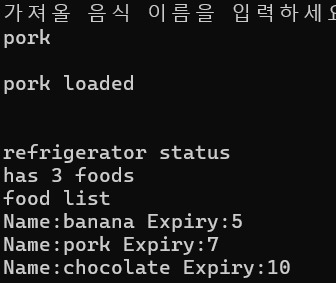 가져올 음식 이름을 입력하세요
pork
pork loaded
refrigerator status
has 3 foods
food list
Name:banana Expiry:5
Name:pork Expiry:7
Name:chocolate Expiry:10